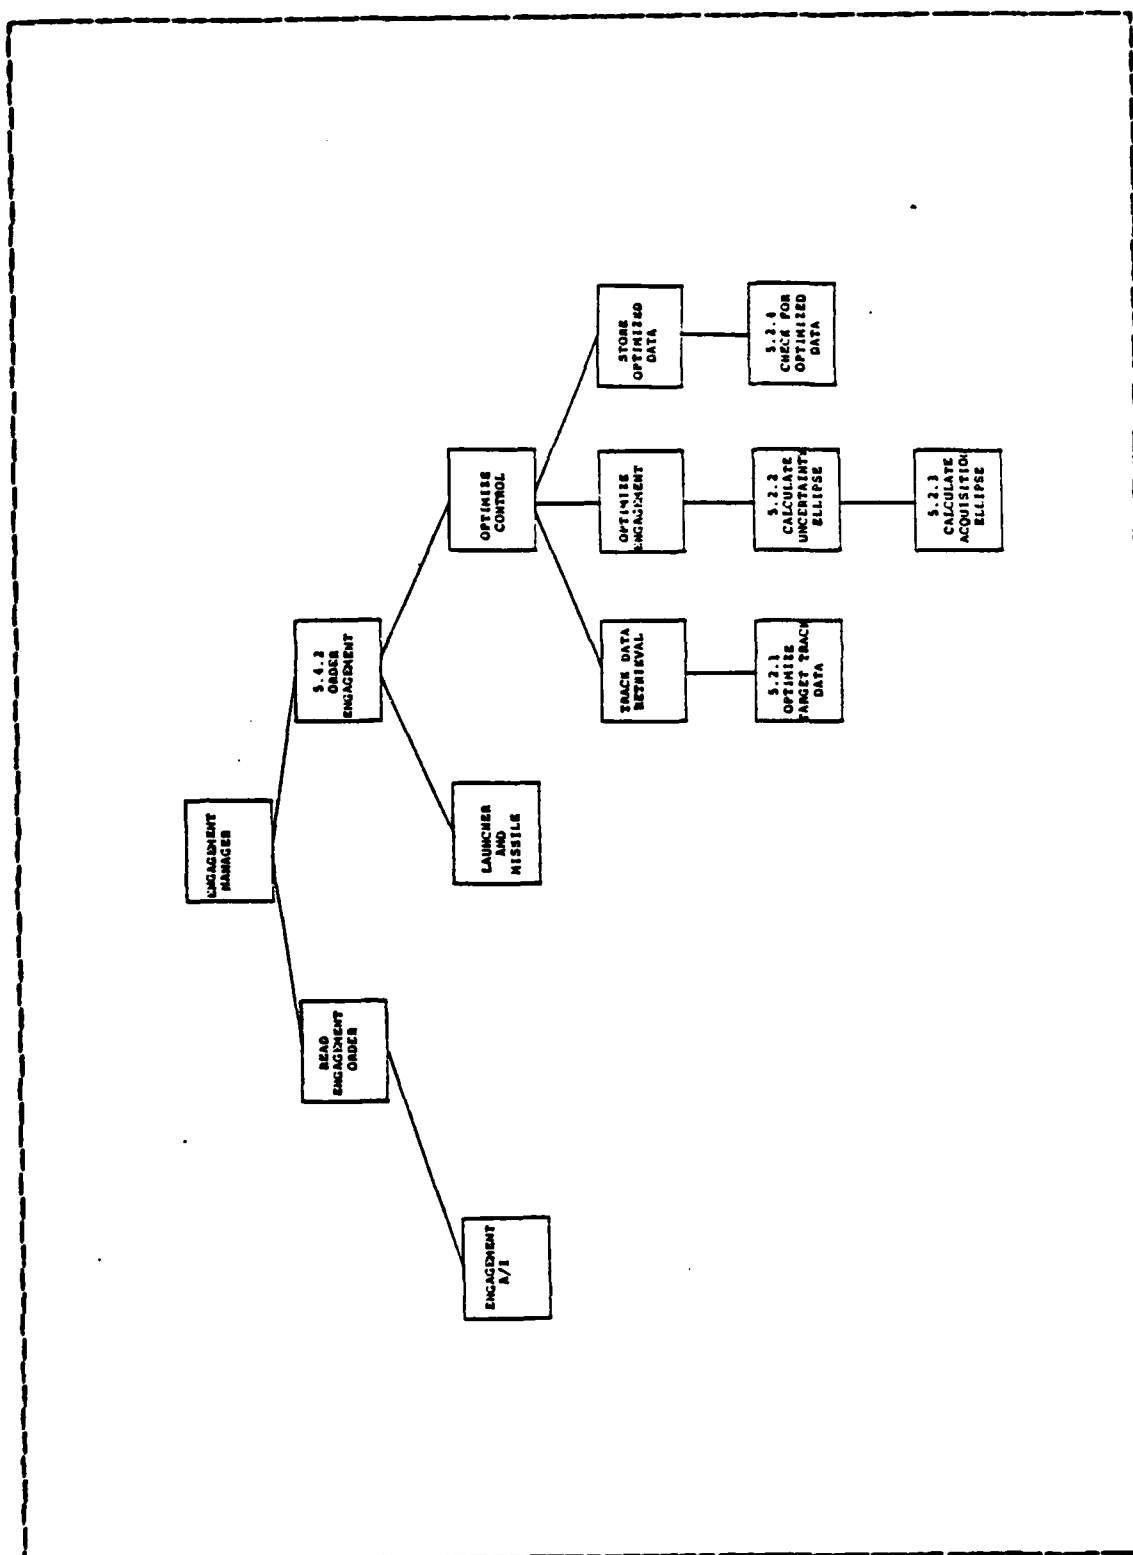 ENGAGEMENT
MANAGER
READ
ENGAGEMENT
ORDER
5.4.2
ORDER
ENGAGEMENT
ENGAGEMENT
A/I
LAUNCHER
AND
MISSILE
OPTIMIZE
CONTROL
TRACK DATA
RETRIEVAL
OPTIMIZE
ENGAGEMENT
STORE
OPTIMIZED
DATA
5.2.1
OPTIMIZE
TARGET TRACK
DATA
5.2.2
CALCULATE
UNCERTAINTY
ELLIPSE
5.2.4
CHECK FOR
OPTIMIZED
DATA
5.2.3
CALCULATE
ACQUISITION
ELLIPSE